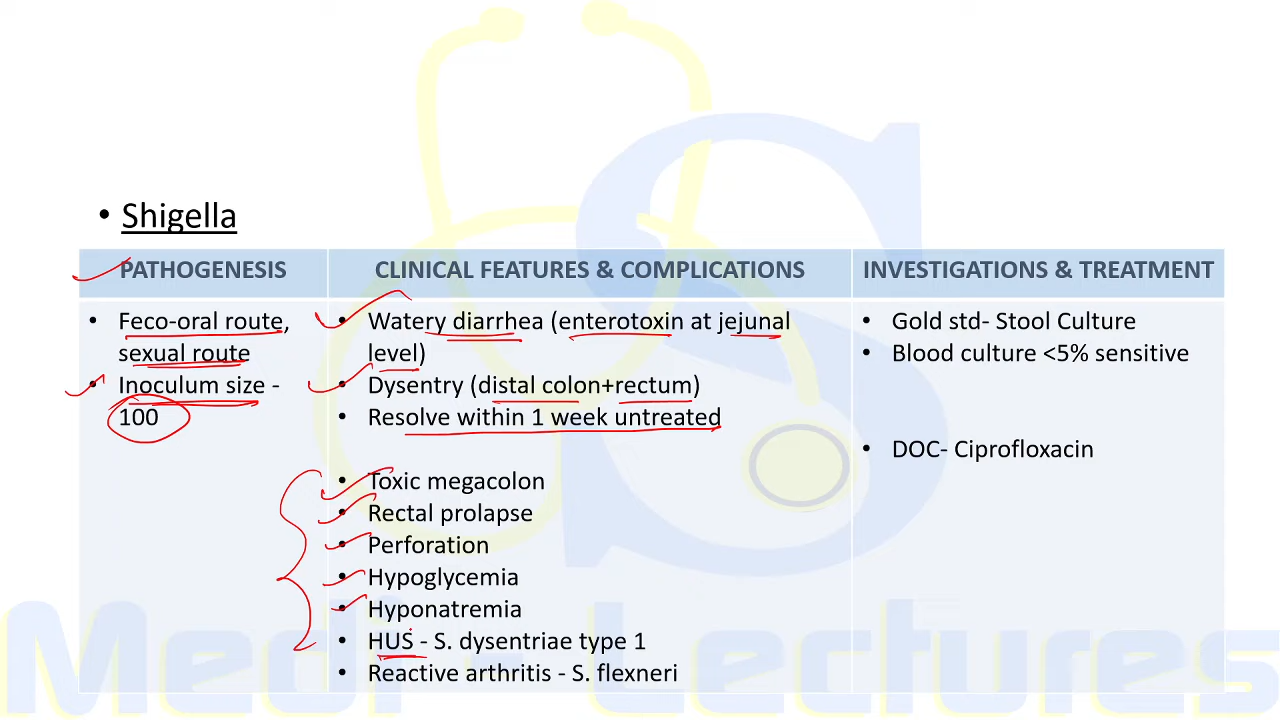 • Shigella
PATHOGENESIS
CLINICAL FEATURES & COMPLICATIONS
INVESTIGATIONS & TREATMENT
• Feco-oral route,
sexual route
• Inoculum size -
100
• Watery diarrhea (enterotoxin at jejunal
level)
• Dysentry (distal colon+rectum)
• Resolve within 1 week untreated
• Toxic megacolon
• Rectal prolapse
• Perforation
• Hypoglycemia
• Hyponatremia
• HUS - S. dysentriae type 1
• Reactive arthritis - S. flexneri
• Gold std- Stool Culture
• Blood culture <5% sensitive
• DOC- Ciprofloxacin
Medi - Lectures